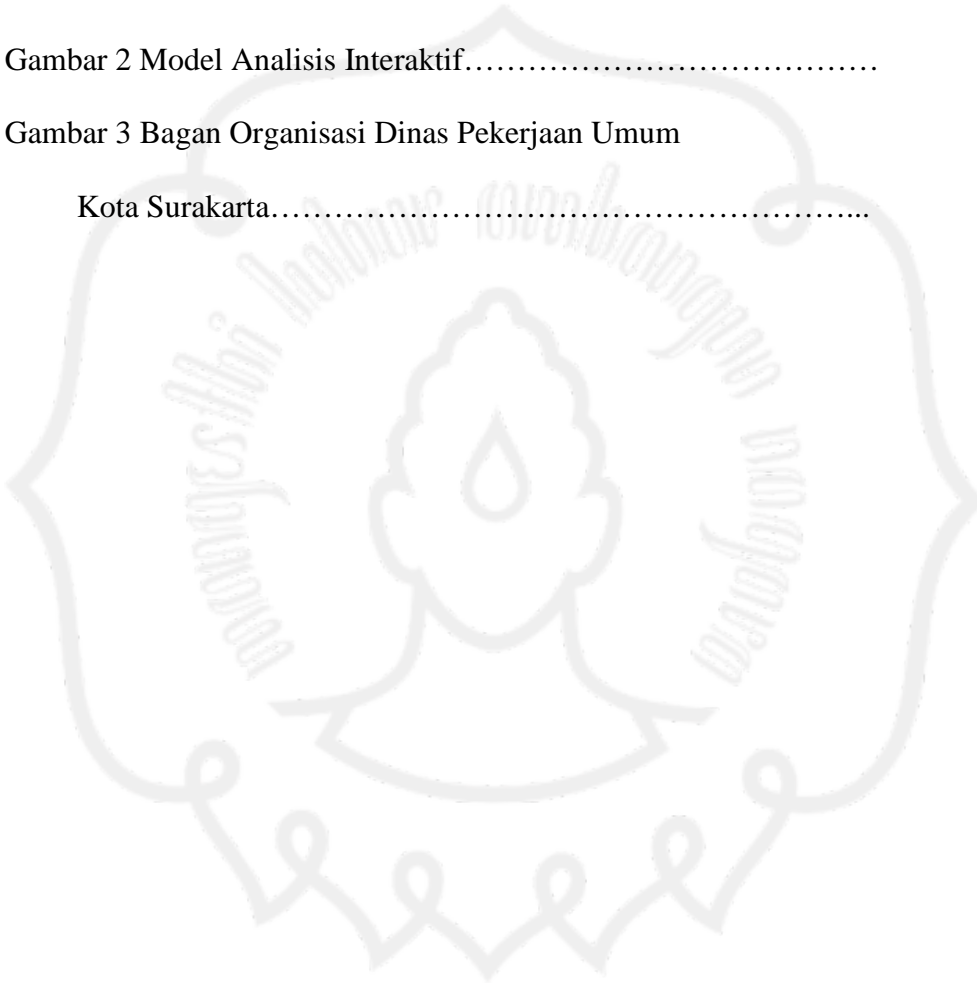 Gambar 2 Model Analisis Interaktif…………………………………
Gambar 3 Bagan Organisasi Dinas Pekerjaan Umum
Kota Surakarta………………………………………………...